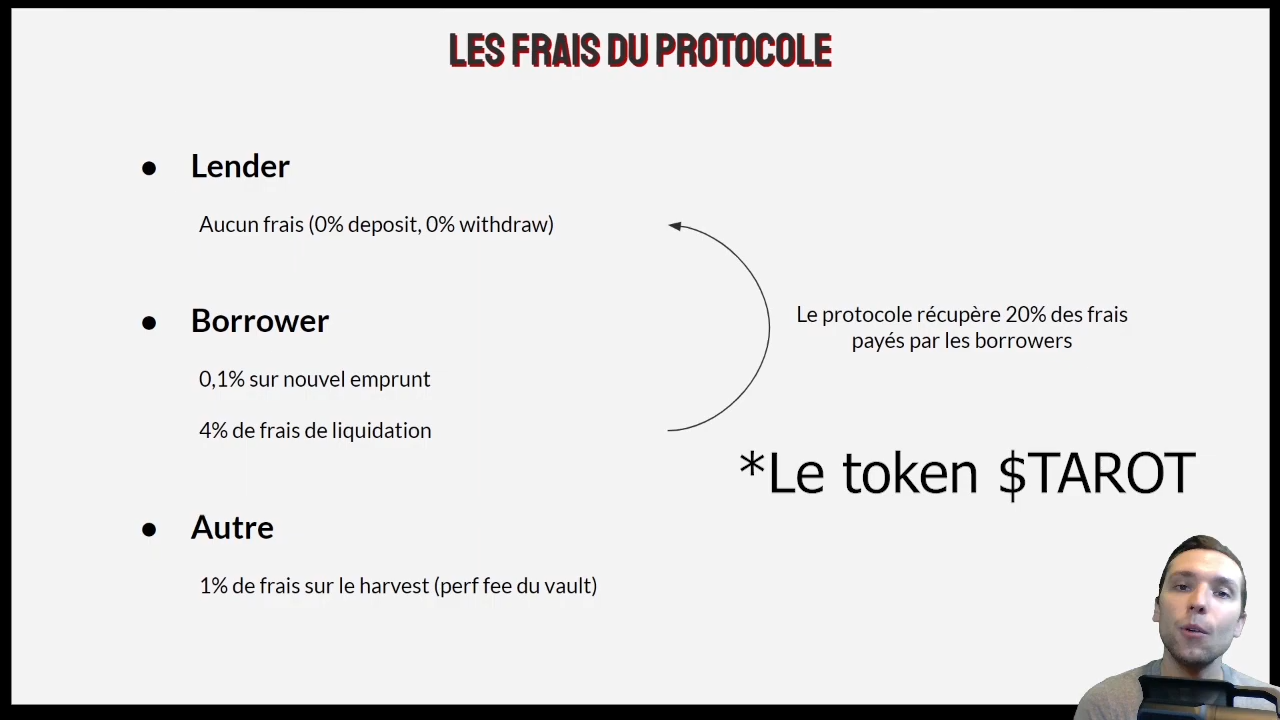 LES FRAIS DU PROTOCOLE
● Lender
Aucun frais (0% deposit, 0% withdraw)
● Borrower
0,1% sur nouvel emprunt
4% de frais de liquidation
Le protocole récupère 20% des frais
payés par les borrowers
*Le token $TAROT
● Autre
1% de frais sur le harvest (perf fee du vault)